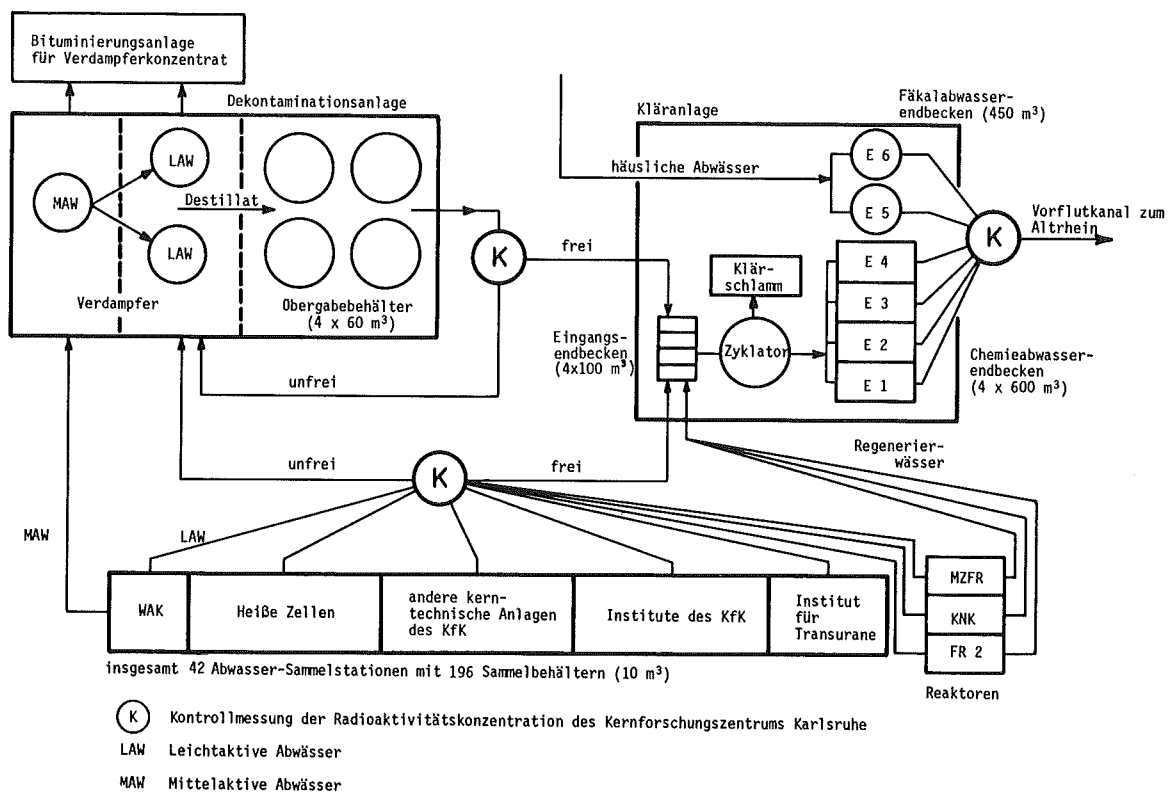 Bituminierungsanlage
für Verdampferkonzentrat
Dekontaminationsanlage
MAW
LAW
LAW
Destillat
Verdampfer
Obergabebehälter
(4 x 60 m³)
K
frei
unfrei
Kläranlage
Fäkalabwasser-
endbecken (450 m³)
häusliche Abwässer
E 6
E 5
K
Vorflutkanal zum
Altrhein
E 4
E 3
E 2
E 1
Klär-
schlamm
Zyklator
Eingangs-
endbecken
(4x100 m³)
Chemieabwasser-
endbecken
(4 x 600 m³)
Regenerier-
wässer
unfrei
K
frei
MAW
LAW
WAK
Heiße Zellen
andere kern-
technische Anlagen
des KfK
Institute des KfK
Institut
für
Transurane
MZFR
KNK
FR 2
Reaktoren
insgesamt 42 Abwasser-Sammelstationen mit 196 Sammelbehältern (10 m³)
K Kontrollmessung der Radioaktivitätskonzentration des Kernforschungszentrums Karlsruhe
LAW Leichtaktive Abwässer
MAW Mittelaktive Abwässer